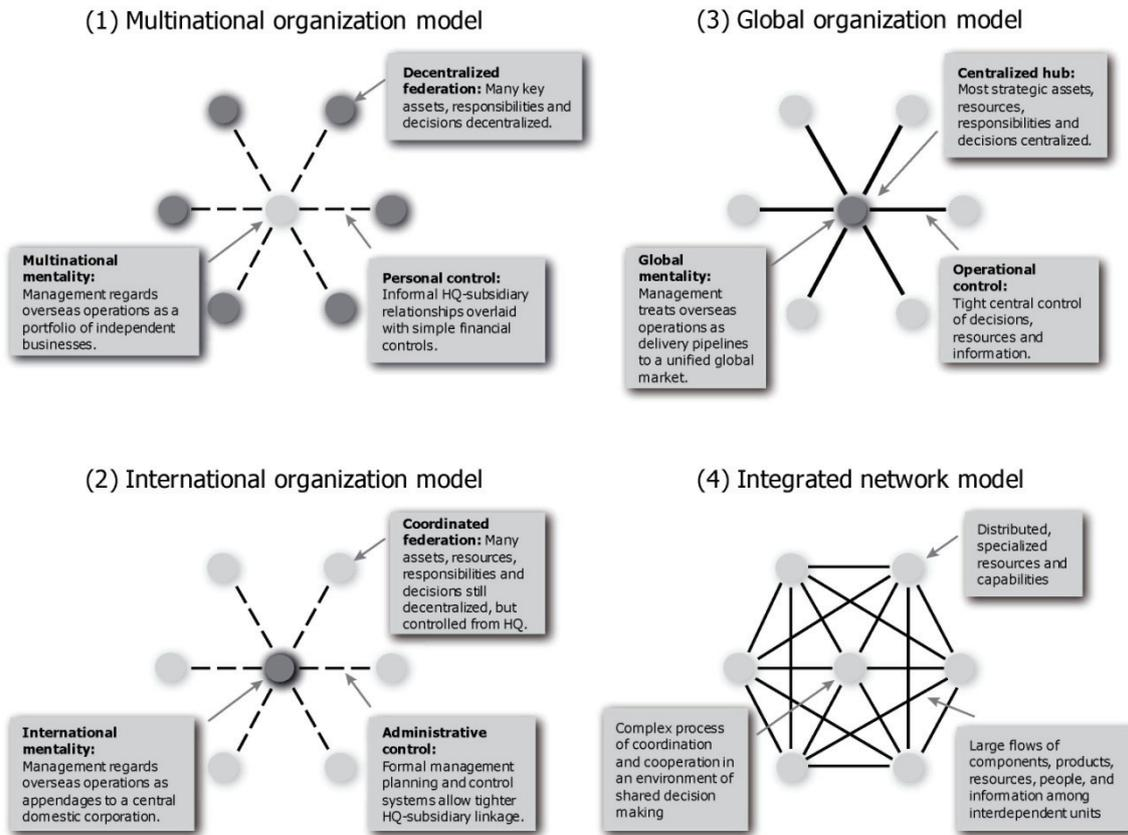 (1) Multinational organization model
Decentralized
federation: Many key
assets, responsibilities and
decisions decentralized.
Multinational
mentality:
Management regards
overseas operations as a
portfolio of independent
businesses.
Personal control:
Informal HQ-subsidiary
relationships overlaid
with simple financial
controls.
(3) Global organization model
Centralized hub:
Most strategic assets,
resources,
responsibilities and
decisions centralized.
Global
mentality:
Management
treats overseas
operations as
delivery pipelines
to a unified global
market.
Operational
control:
Tight central control
of decisions,
resources and
information.
(2) International organization model
Coordinated
federation: Many
assets, resources,
responsibilities and
decisions still
decentralized, but
controlled from HQ.
International
mentality:
Management regards
overseas operations as
appendages to a central
domestic corporation.
Administrative
control:
Formal management
planning and control
systems allow tighter
HQ-subsidiary linkage.
(4) Integrated network model
Distributed,
specialized
resources and
capabilities
Complex process
of coordination
and cooperation in
an environment of
shared decision
making
Large flows of
components, products,
resources, people, and
information among
interdependent units